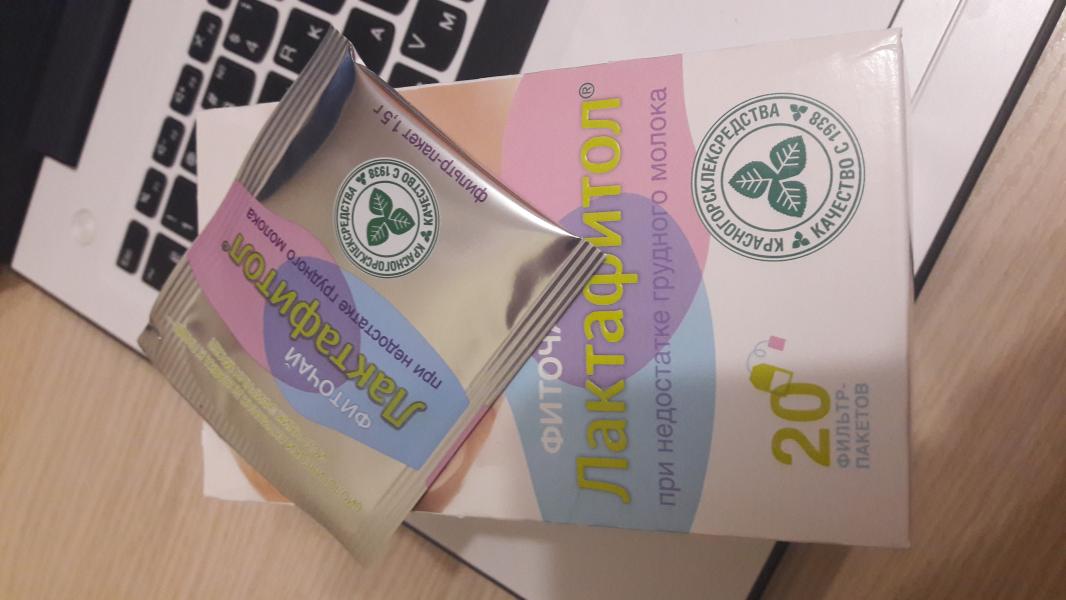 ФИТОЧАЙ
Лактафитол®
при недостатке грудного молока
КРАСНОГОРСКЛЕКСРЕДСТВА
КАЧЕСТВО С 1938
20
ФИЛЬТР-
ПАКЕТОВ
ФИТОЧАЙ
Лактафитол®
при недостатке грудного молока
КРАСНОГОРСКЛЕКСРЕДСТВА
КАЧЕСТВО С 1938
фильтр-пакет 1,5 г
К
А
М
V